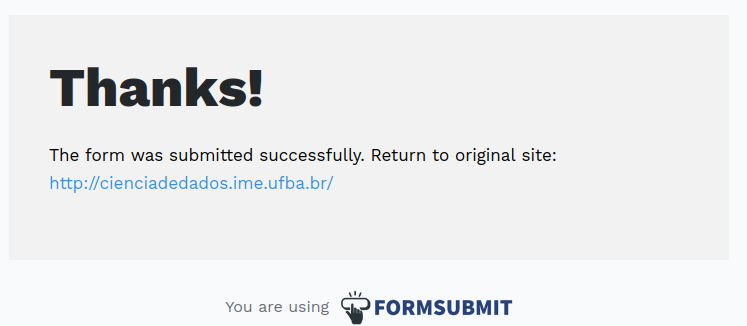 Thanks!
The form was submitted successfully. Return to original site:
http://cienciadedados.ime.ufba.br/
You are using FORMSUBMIT